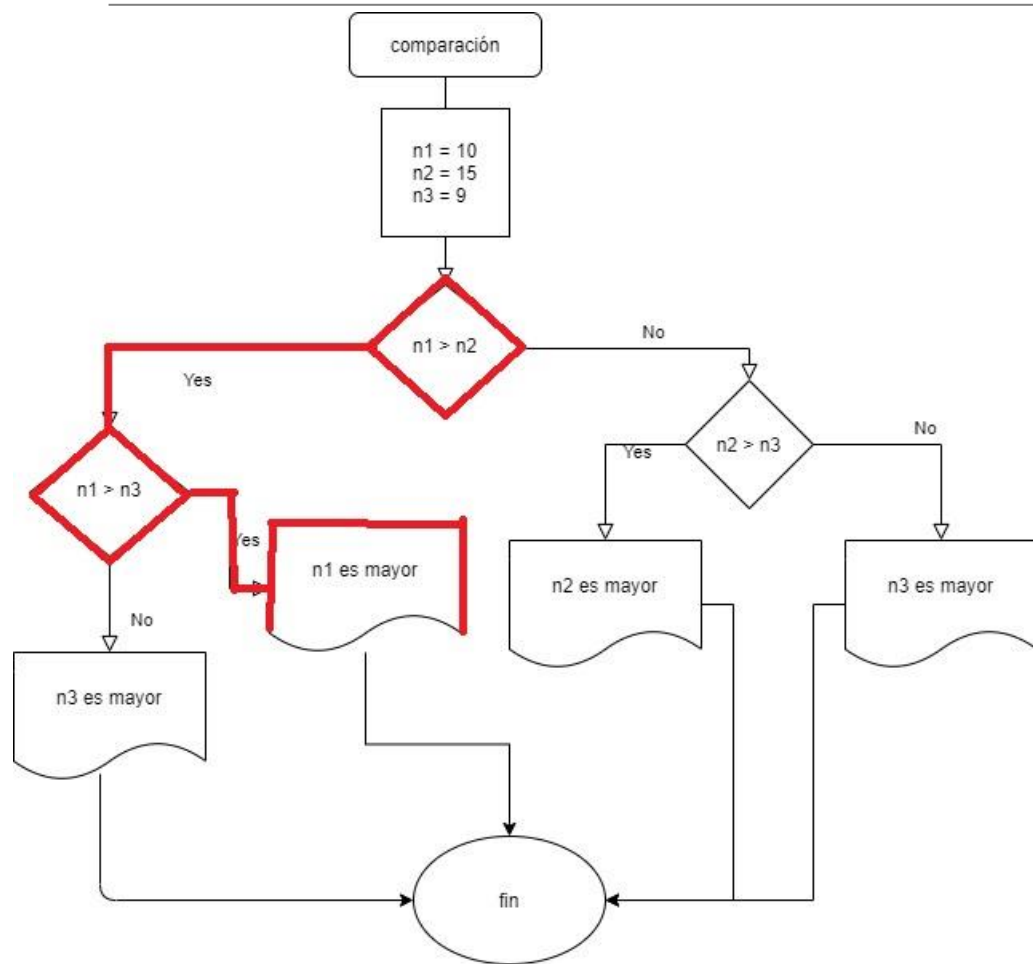 comparación
n1 = 10
n2 = 15
n3 = 9
n1 > n2
No
Yes
n2 > n3
Yes
No
n1 > n3
Yes
n1 es mayor
n2 es mayor
n3 es mayor
No
n3 es mayor
fin